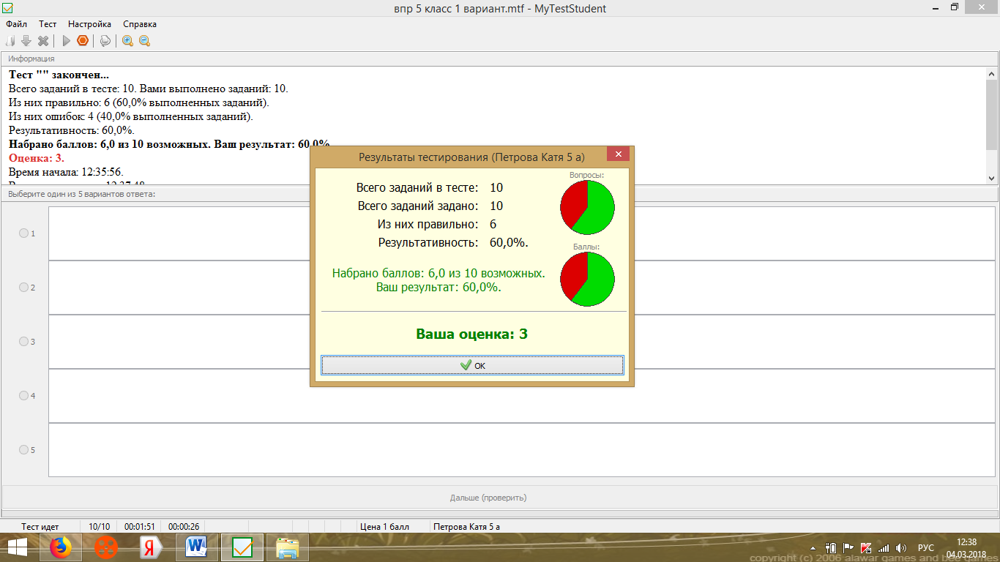 впр 5 класс 1 вариант.mtf - MyTestStudent
Файл Тест Настройка Справка
Информация
Тест "" закончен...
Всего заданий в тесте: 10. Вами выполнено заданий: 10.
Из них правильно: 6 (60,0% выполненных заданий).
Из них ошибок: 4 (40,0% выполненных заданий).
Результативность: 60,0%.
Набрано баллов: 6,0 из 10 возможных. Ваш результат: 60,0%
Оценка: 3.
Время начала: 12:35:56.
Выберите один из 5 вариантов ответа:
1
2
3
4
5
Результаты тестирования (Петрова Катя 5 а)
Всего заданий в тесте: 10
Всего заданий задано: 10
Из них правильно: 6
Результативность: 60,0%.
Вопросы:
Баллы:
Набрано баллов: 6,0 из 10 возможных.
Ваш результат: 60,0%.
Ваша оценка: 3
OK
Дальше (проверить)
Тест идет 10/10 00:01:51 00:00:26 Цена 1 балл Петрова Катя 5 а
РУС
12:38
04.03.2018
copyright (c) 2006 alawar games and bee games